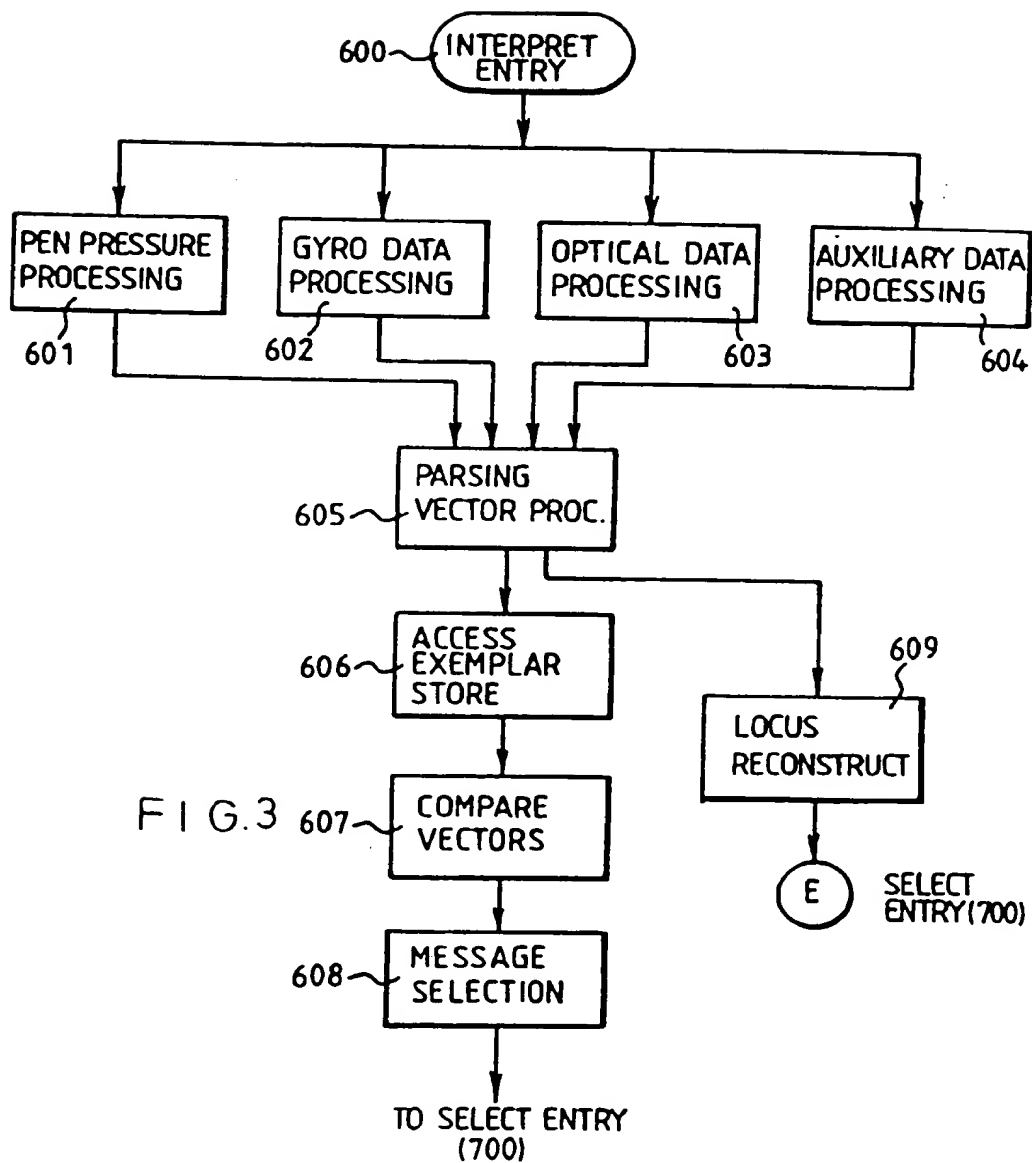 600
INTERPRET
ENTRY
PEN PRESSURE
PROCESSING
601
GYRO DATA
PROCESSING
602
OPTICAL DATA
PROCESSING
603
AUXILIARY DATA
PROCESSING
604
PARSING
VECTOR PROC.
605
ACCESS
EXEMPLAR
STORE
606
609
LOCUS
RECONSTRUCT
FIG.3
607
COMPARE
VECTORS
E
SELECT
ENTRY(700)
608
MESSAGE
SELECTION
TO SELECT ENTRY
(700)